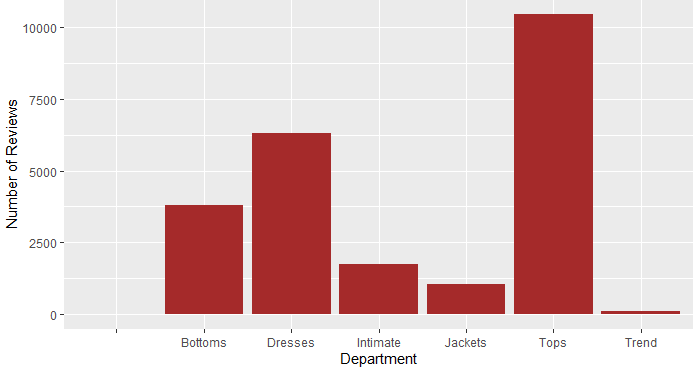 10000
7500
5000
2500
0
Number of Reviews
Bottoms Dresses Intimate Jackets Tops Trend
Department